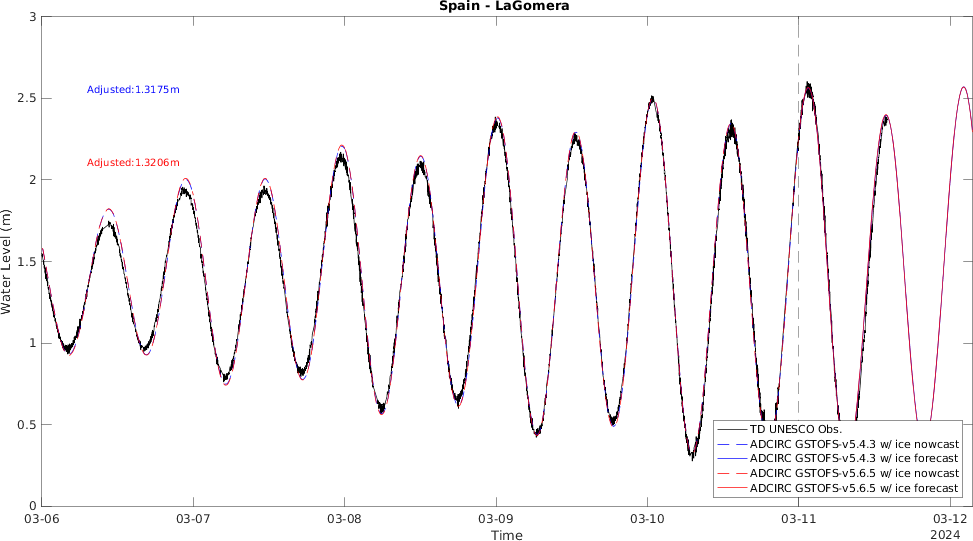 Spain - LaGomera
3
2.5
2
1.5
1
0.5
0
Water Level (m)
Adjusted:1.3175m
Adjusted:1.3206m
TD UNESCO Obs.
ADCIRC GSTOFS-v5.4.3 w/ ice nowcast
ADCIRC GSTOFS-v5.4.3 w/ ice forecast
ADCIRC GSTOFS-v5.6.5 w/ ice nowcast
ADCIRC GSTOFS-v5.6.5 w/ ice forecast
03-06 03-07 03-08 03-09 03-10 03-11 03-12
Time
2024